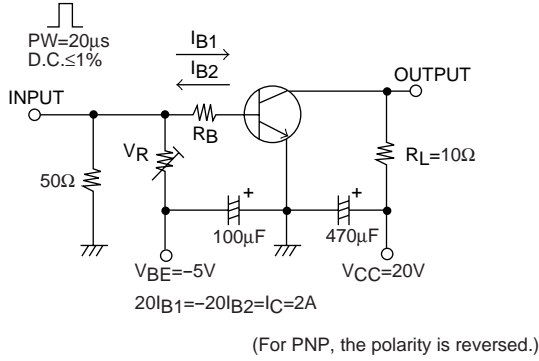 PW=20μs
D.C.≤1%
IB1
IB2
INPUT
OUTPUT
RB
VR
RL=10Ω
50Ω
+
+
100μF
470μF
VBE=−5V
VCC=20V
20IB1=−20IB2=IC=2A
(For PNP, the polarity is reversed.)